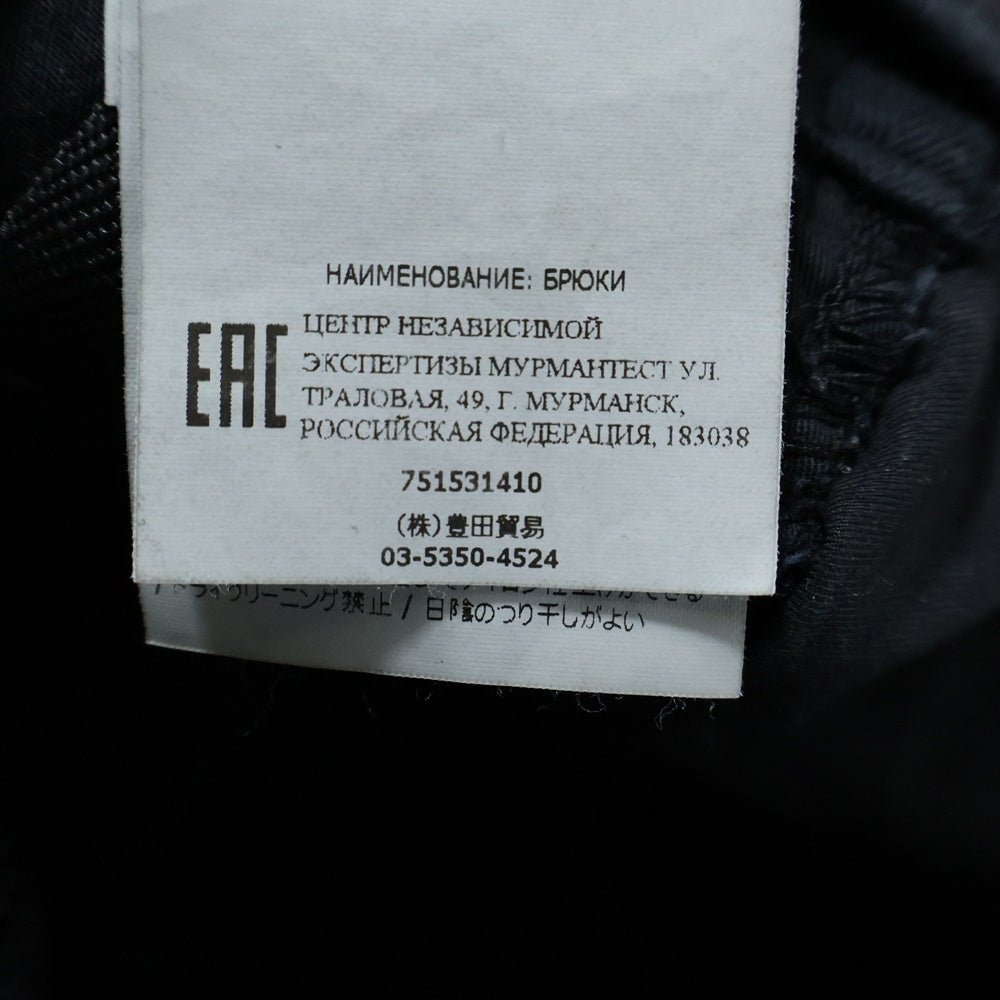 НАИМЕНОВАНИЕ: БРЮКИ
EAC
ЦЕНТР НЕЗАВИСИМОЙ
ЭКСПЕРТИЗЫ МУРМАНТЕСТ УЛ.
ТРАЛОВАЯ, 49, Г. МУРМАНСК,
РОССИЙСКАЯ ФЕДЕРАЦИЯ, 183038
751531410
(株)豊田貿易
03-5350-4524
/ ドライクリーニング禁止 / 日陰のつり干しがよい